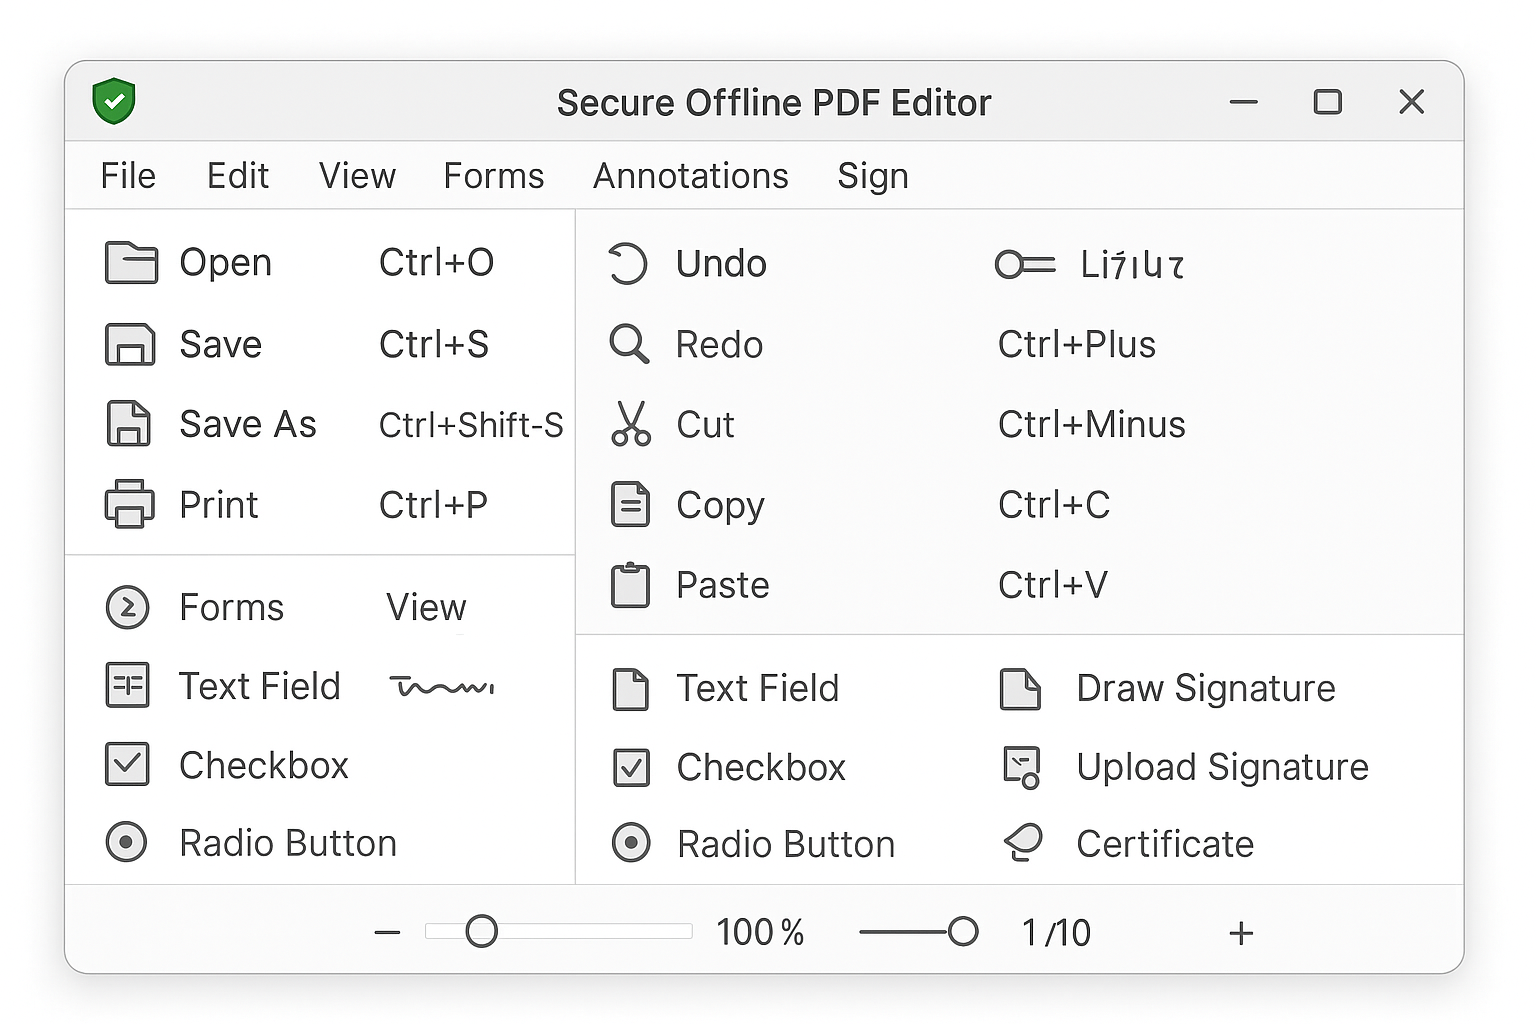 Secure Offline PDF Editor
File Edit View Forms Annotations Sign
Open Ctrl+O
Save Ctrl+S
Save As Ctrl+Shift-S
Print Ctrl+P
Undo
Redo Ctrl+Plus
Cut Ctrl+Minus
Copy Ctrl+C
Paste Ctrl+V
Forms View
Text Field
Checkbox
Radio Button
Text Field Draw Signature
Checkbox Upload Signature
Radio Button Certificate
100 % 1/10